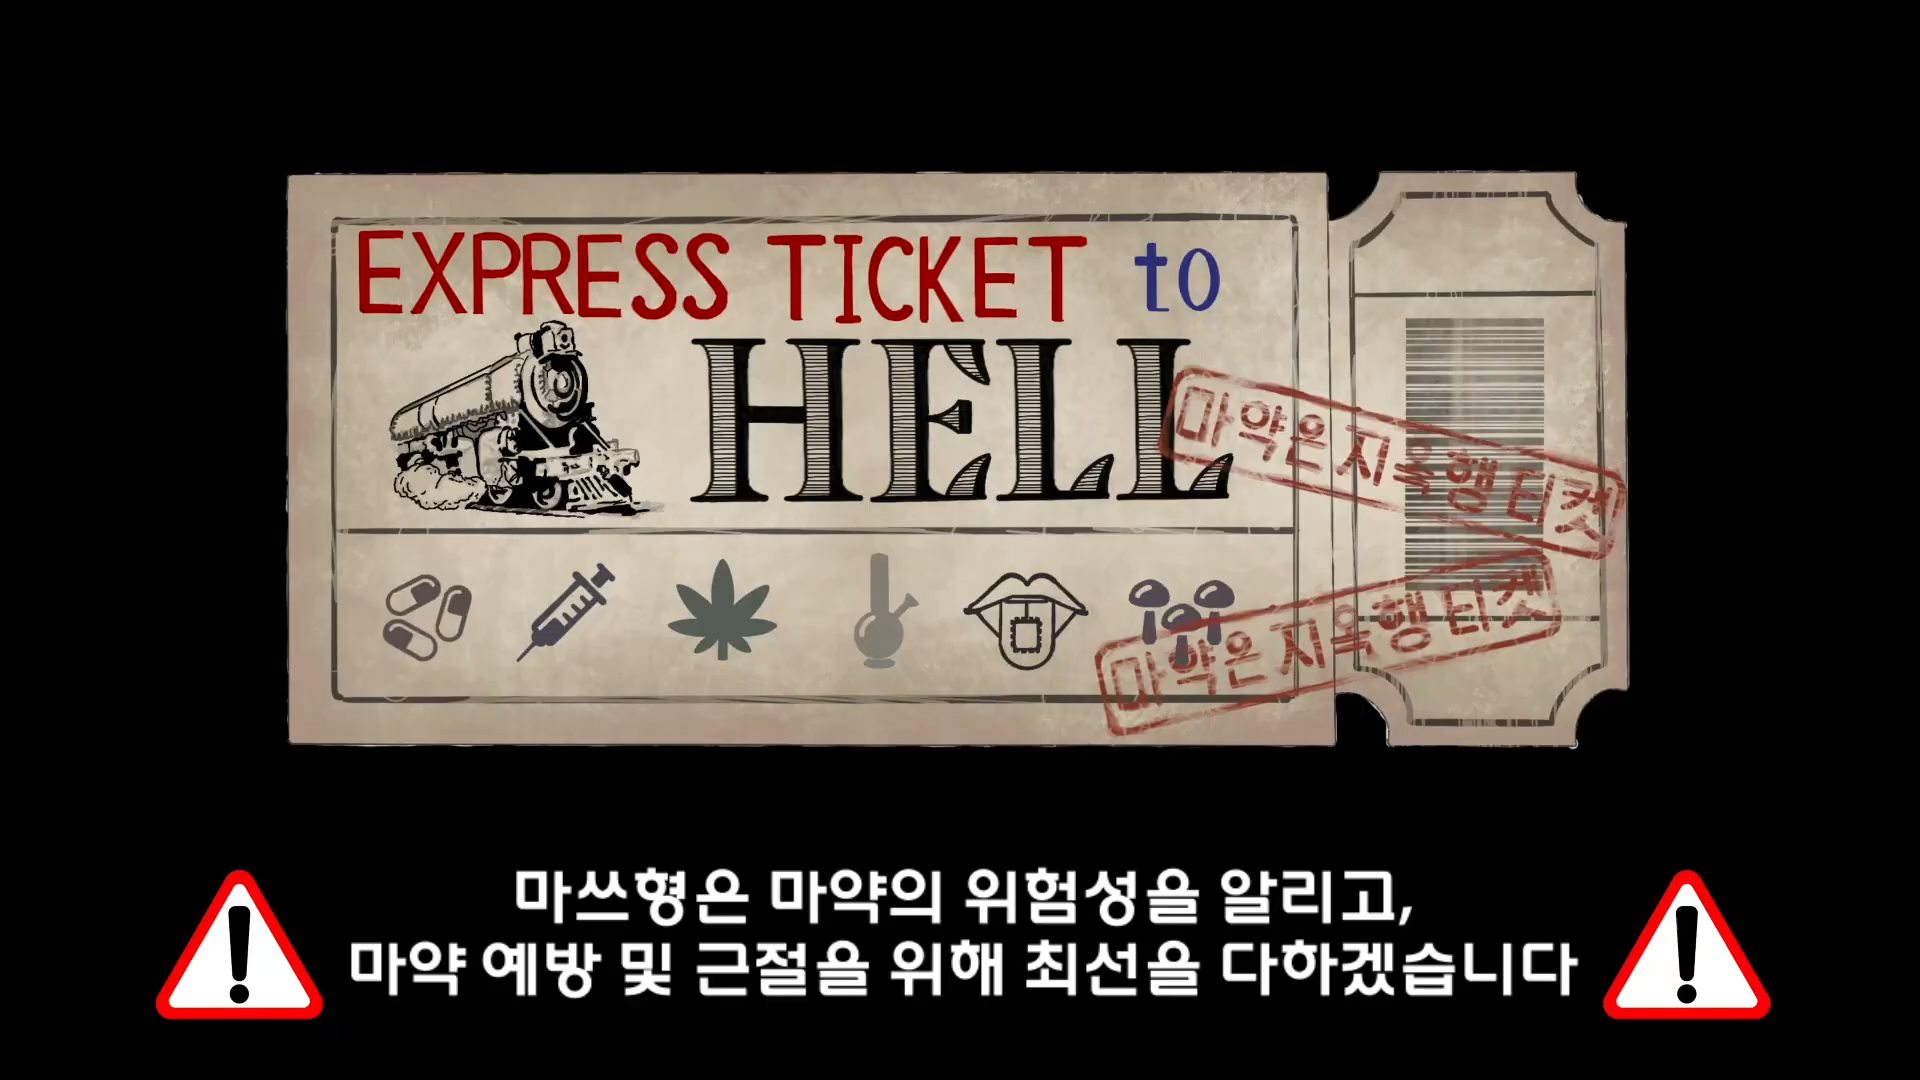 EXPRESS TICKET to
HELL
마약은 지옥행 티켓
마약은 지옥행 티켓
마쓰형은 마약의 위험성을 알리고,
마약 예방 및 근절을 위해 최선을 다하겠습니다